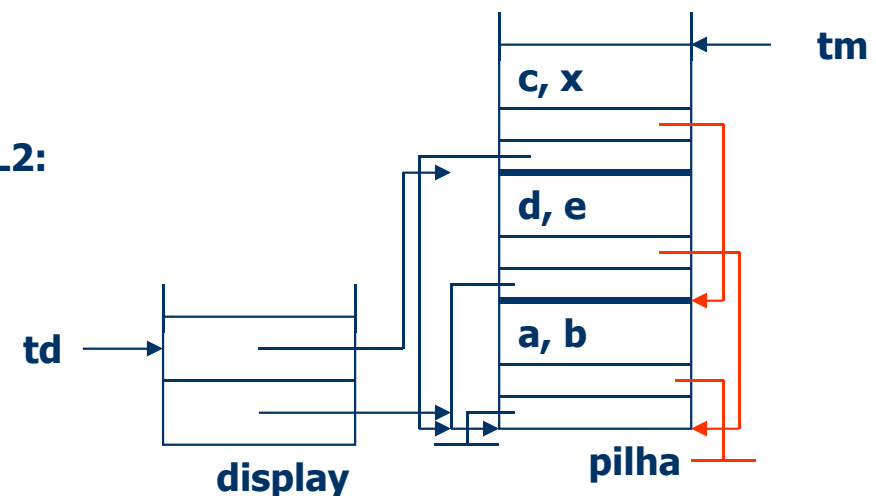 tm
c, x
L2:
d, e
a, b
td
pilha
display